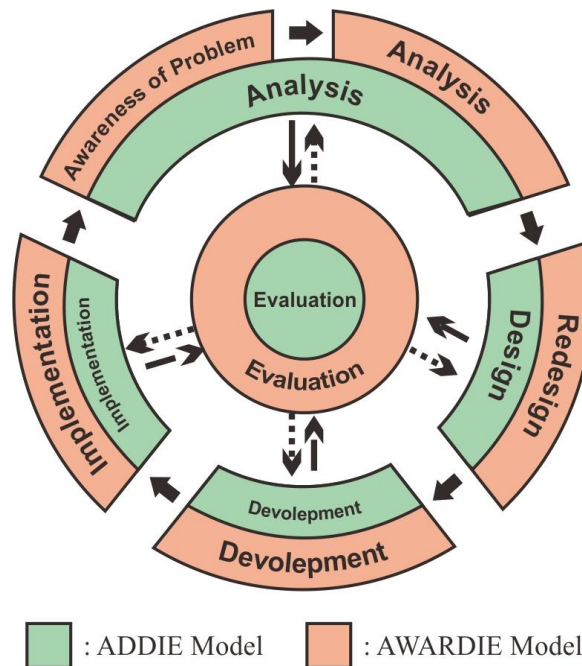 Awareness of Problem
Analysis
Analysis
Evaluation
Evaluation
Implementation
Implementation
Design
Redesign
Devolepment
Devolepment
: ADDIE Model
: AWARDIE Model